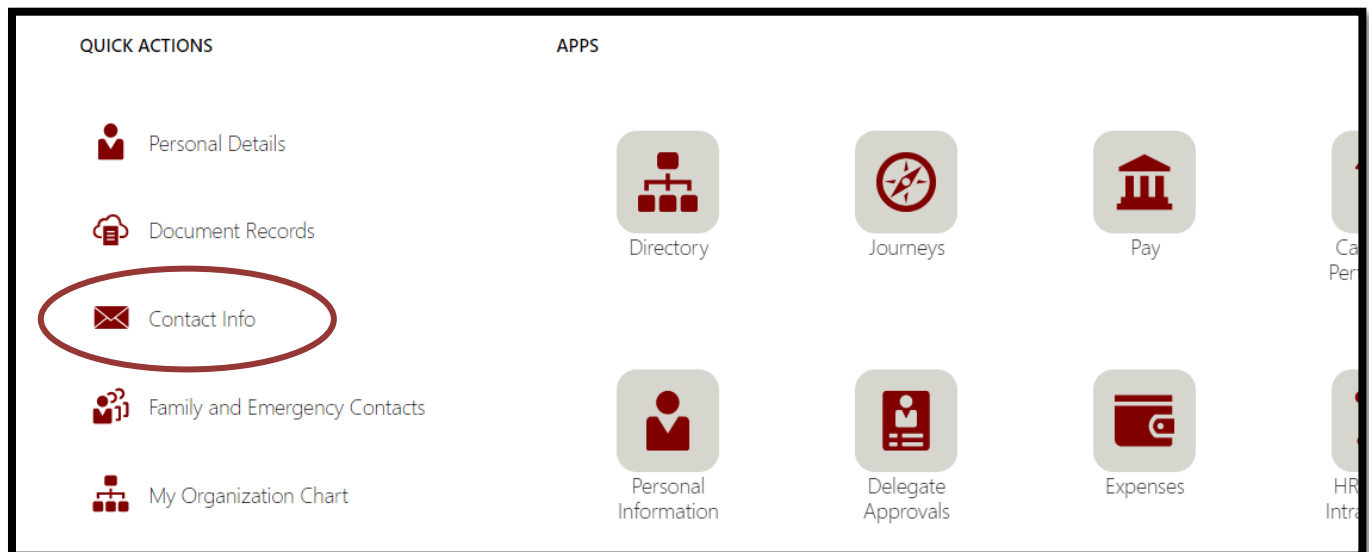 QUICK ACTIONS
APPS
Personal Details
Document Records
Contact Info
Family and Emergency Contacts
My Organization Chart
Directory
Journeys
Pay
Personal
Information
Delegate
Approvals
Expenses
HR